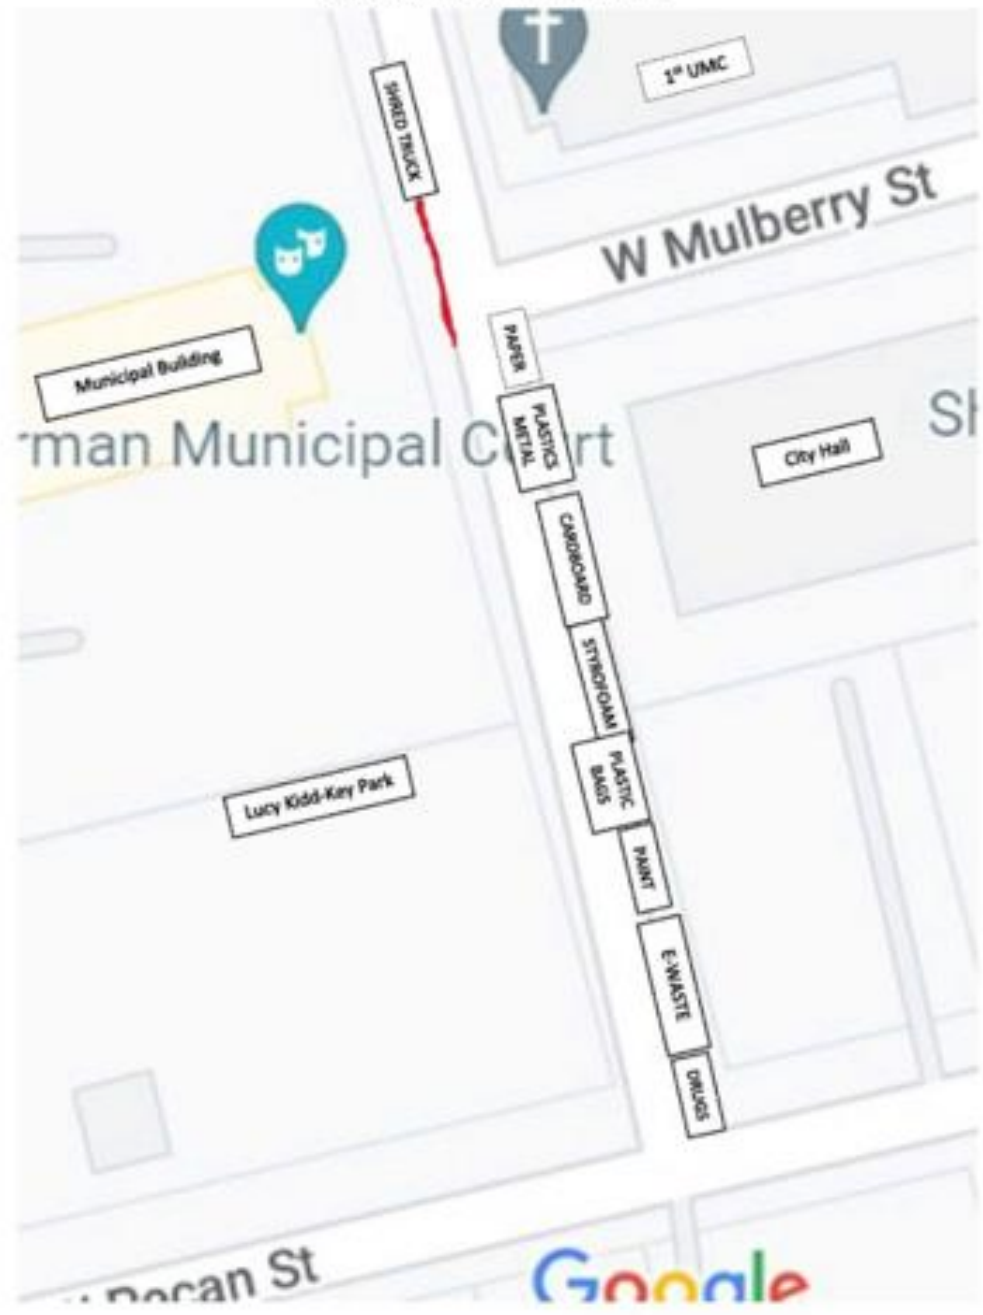 1st UMC
SHRED TRUCK
W Mulberry St
PAPER
Municipal Building
rman Municipal C rt
PLASTICS
METAL
City Hall
CARDBOARD
STYROFOAM
PLASTIC
BAGS
Lucy Kidd-Key Park
PAINT
E-WASTE
DRUGS
Pecan St
Google